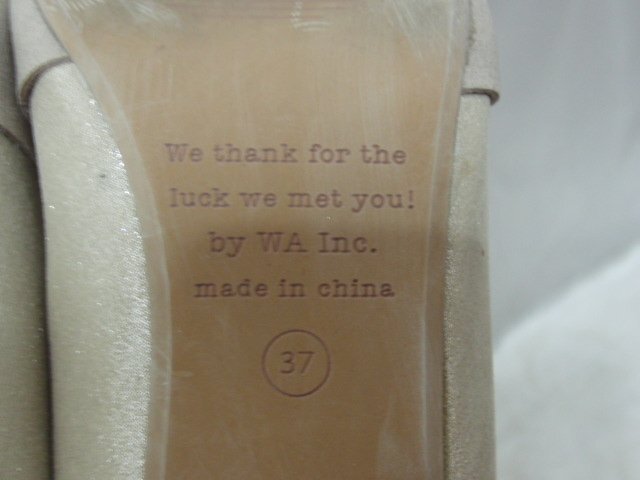 We thank for the
luck we met you!
by WA Inc.
made in china
37